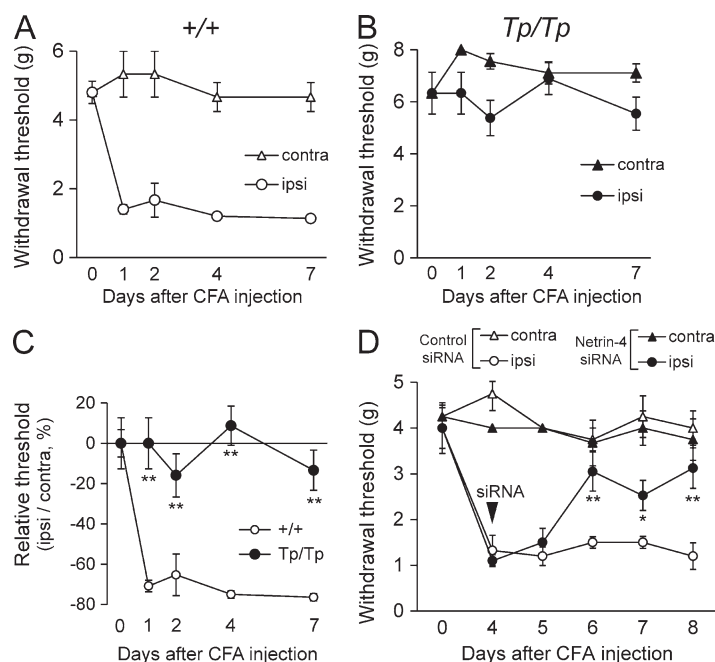 A
+/+
Withdrawal threshold (g)
6
4
2
0
contra
ipsi
0 1 2 4 7
Days after CFA injection
B
Tp/Tp
Withdrawal threshold (g)
8
6
4
2
0
contra
ipsi
0 1 2 4 7
Days after CFA injection
C
Relative threshold
(ipsi / contra, %)
20
0
-20
-40
-60
-80
** ** ** **
+/+
Tp/Tp
0 1 2 4 7
Days after CFA injection
D
Control
siRNA
contra
ipsi
Netrin-4
siRNA
contra
ipsi
Withdrawal threshold (g)
5
4
3
2
1
0
siRNA
** * **
0 4 5 6 7 8
Days after CFA injection